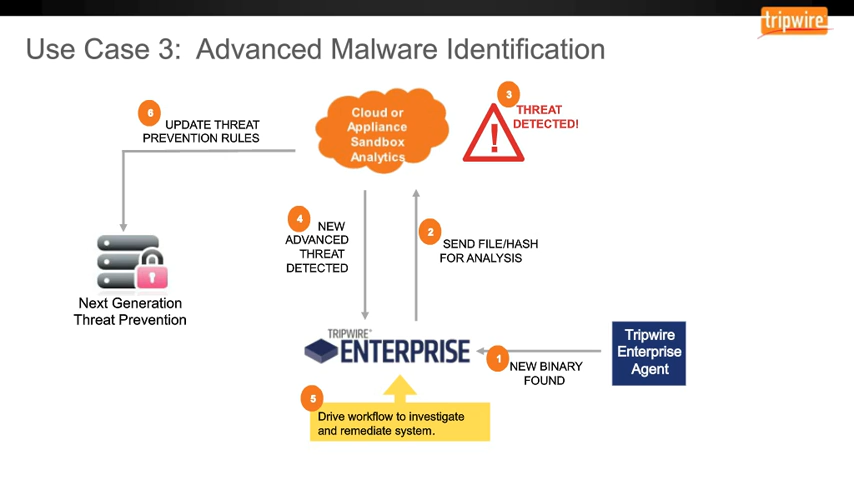 tripwire
Use Case 3: Advanced Malware Identification
6
UPDATE THREAT
PREVENTION RULES
Cloud or
Appliance
Sandbox
Analytics
3
THREAT
DETECTED!
!
4
NEW
ADVANCED
THREAT
DETECTED
2
SEND FILE/HASH
FOR ANALYSIS
Next Generation
Threat Prevention
TRIPWIRE®
ENTERPRISE
1
NEW BINARY
FOUND
Tripwire
Enterprise
Agent
5
Drive workflow to investigate
and remediate system.